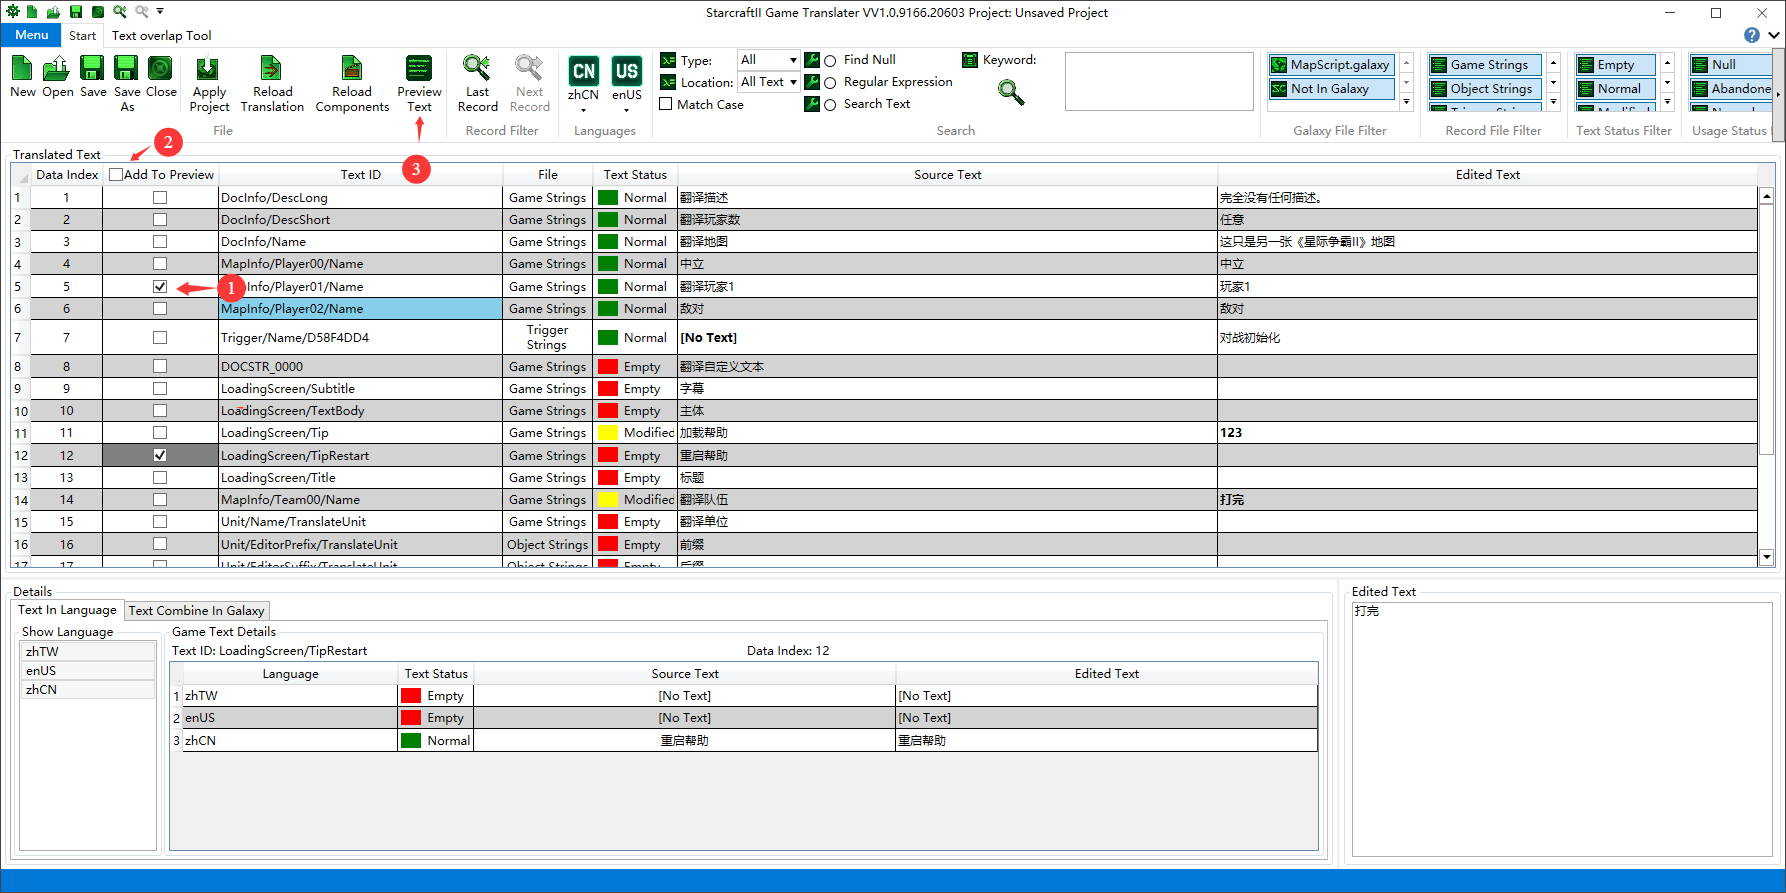 StarcraftII Game Translater VV1.0.9166.20603 Project: Unsaved Project
Menu Start Text overlap Tool
New Open Save Save As Close Apply Project Reload Translation Reload Components Preview Text Last Record Next Record zhCN enUS
CN US
Type: All Find Null Keyword:
Location: All Text Regular Expression
Match Case Search Text
MapScript.galaxy Game Strings Empty Null
Not In Galaxy Object Strings Normal Abandone
File Record Filter Languages Search Galaxy File Filter Record File Filter Text Status Filter Usage Status
2
3
1
Translated Text
Data Index Add To Preview Text ID File Text Status Source Text Edited Text
1 1 DocInfo/DescLong Game Strings Normal 翻译描述 完全没有任何描述。
2 2 DocInfo/DescShort Game Strings Normal 翻译玩家数 任意
3 3 DocInfo/Name Game Strings Normal 翻译地图 这只是另一张《星际争霸II》地图
4 4 MapInfo/Player00/Name Game Strings Normal 中立 中立
5 5 Info/Player01/Name Game Strings Normal 翻译玩家1 玩家1
6 6 MapInfo/Player02/Name Game Strings Normal 敌对 敌对
7 7 Trigger/Name/D58F4DD4 Trigger Strings Normal [No Text] 对战初始化
8 8 DOCSTR_0000 Game Strings Empty 翻译自定义文本
9 9 LoadingScreen/Subtitle Game Strings Empty 字幕
10 10 LoadingScreen/TextBody Game Strings Empty 主体
11 11 LoadingScreen/Tip Game Strings Modified 加载帮助 123
12 12 LoadingScreen/TipRestart Game Strings Empty 重启帮助
13 13 LoadingScreen/Title Game Strings Empty 标题
14 14 MapInfo/Team00/Name Game Strings Modified 翻译队伍 打完
15 15 Unit/Name/TranslateUnit Game Strings Empty 翻译单位
16 16 Unit/EditorPrefix/TranslateUnit Object Strings Empty 前缀
17 17 Unit/EditorSuffix/TranslateUnit Object Strings Empty 后缀
Details
Text In Language Text Combine In Galaxy
Show Language
zhTW
enUS
zhCN
Game Text Details
Text ID: LoadingScreen/TipRestart Data Index: 12
Language Text Status Source Text Edited Text
1 zhTW Empty [No Text] [No Text]
2 enUS Empty [No Text] [No Text]
3 zhCN Normal 重启帮助 重启帮助
Edited Text
打完